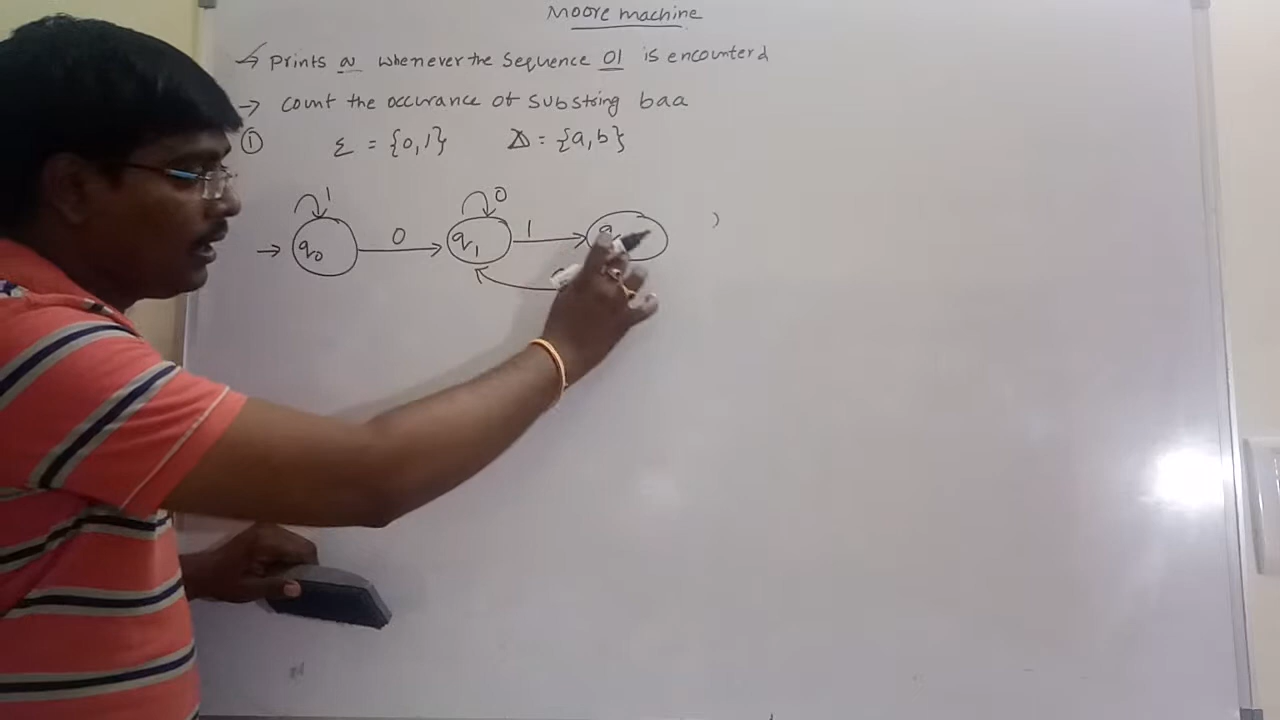 Moore machine
↳ Prints a whenever the sequence 01 is encounterd
→ count the occurance of substring baa
① Σ = {0,1} Δ = {a,b}
1 0
→ q0 0 q1 1 q